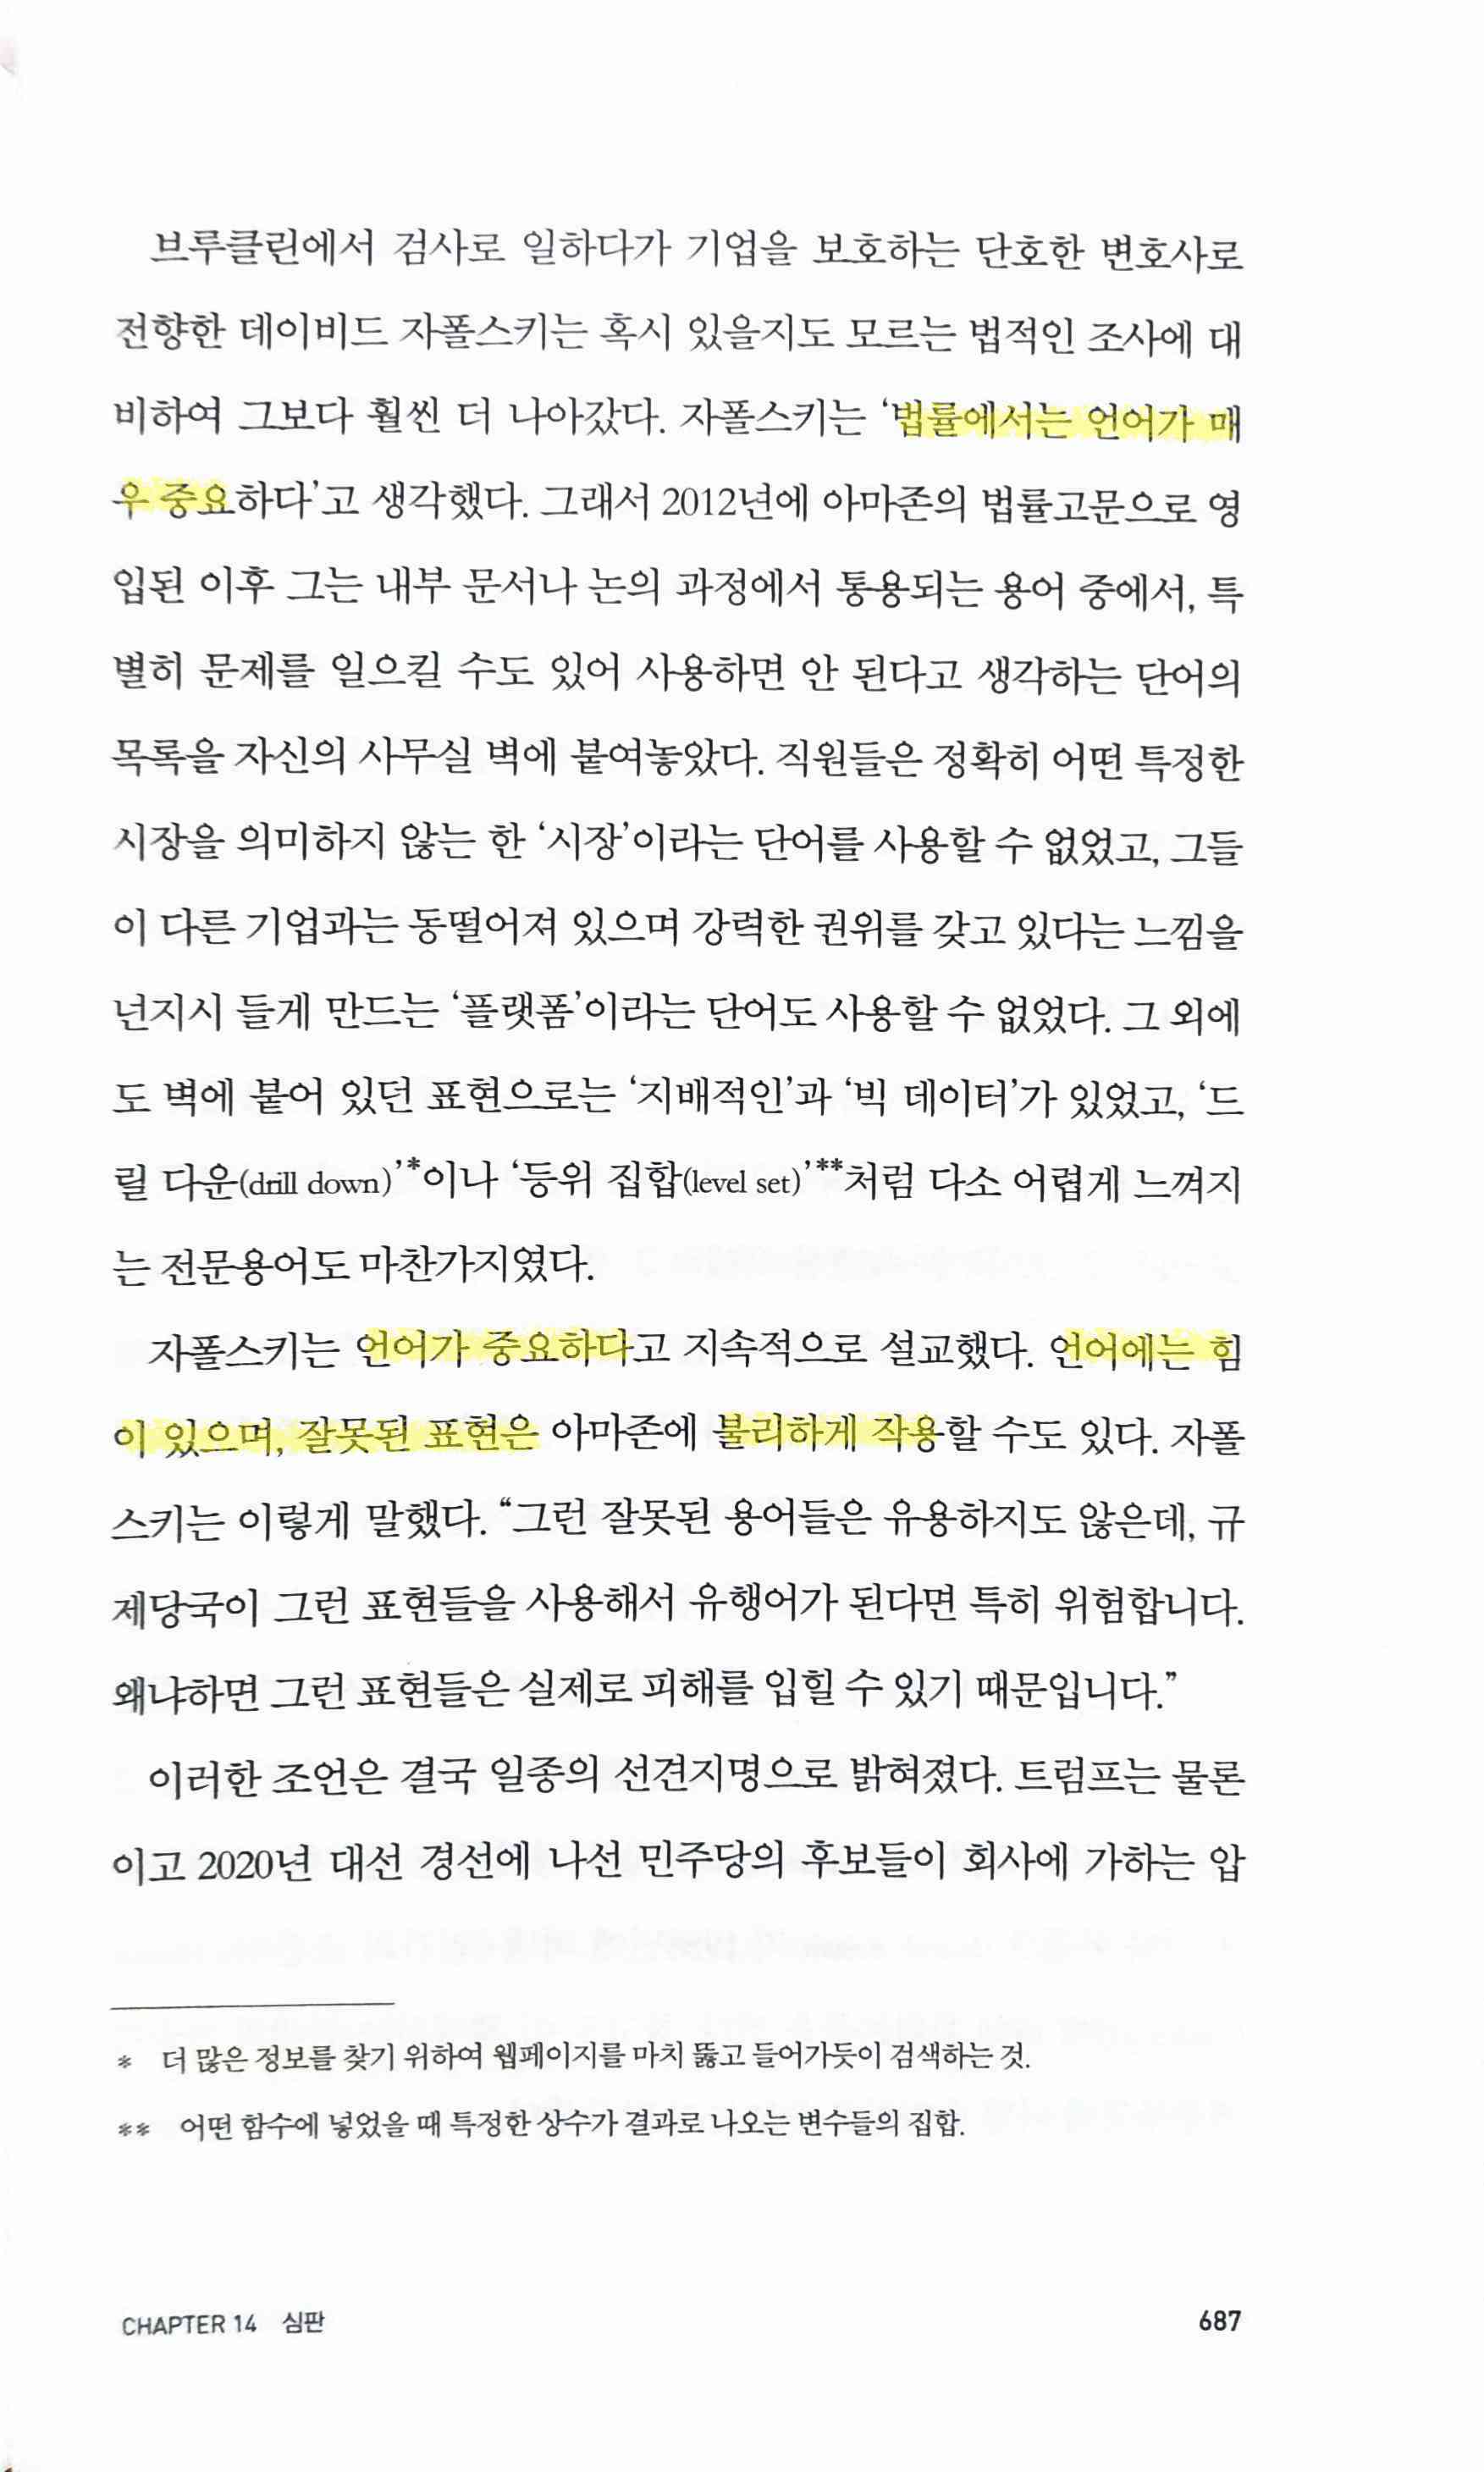 브루클린에서 검사로 일하다가 기업을 보호하는 단호한 변호사로
전향한 데이비드 자폴스키는 혹시 있을지도 모르는 법적인 조사에 대
비하여 그보다 훨씬 더 나아갔다. 자폴스키는 ‘법률에서는 언어가 매
우 중요하다’고 생각했다. 그래서 2012년에 아마존의 법률고문으로 영
입된 이후 그는 내부 문서나 논의 과정에서 통용되는 용어 중에서, 특
별히 문제를 일으킬 수도 있어 사용하면 안 된다고 생각하는 단어의
목록을 자신의 사무실 벽에 붙여놓았다. 직원들은 정확히 어떤 특정한
시장을 의미하지 않는 한 ‘시장’이라는 단어를 사용할 수 없었고, 그들
이 다른 기업과는 동떨어져 있으며 강력한 권위를 갖고 있다는 느낌을
넌지시 들게 만드는 ‘플랫폼’이라는 단어도 사용할 수 없었다. 그 외에
도 벽에 붙어 있던 표현으로는 ‘지배적인’과 ‘빅 데이터’가 있었고, ‘드
릴 다운(drill down)’*이나 ‘등위 집합(level set)’**처럼 다소 어렵게 느껴지
는 전문용어도 마찬가지였다.
자폴스키는 언어가 중요하다고 지속적으로 설교했다. 언어에는 힘
이 있으며, 잘못된 표현은 아마존에 불리하게 작용할 수도 있다. 자폴
스키는 이렇게 말했다. “그런 잘못된 용어들은 유용하지도 않은데, 규
제당국이 그런 표현들을 사용해서 유행어가 된다면 특히 위험합니다.
왜냐하면 그런 표현들은 실제로 피해를 입힐 수 있기 때문입니다.”
이러한 조언은 결국 일종의 선견지명으로 밝혀졌다. 트럼프는 물론
이고 2020년 대선 경선에 나선 민주당의 후보들이 회사에 가하는 압
* 더 많은 정보를 찾기 위하여 웹페이지를 마치 뚫고 들어가듯이 검색하는 것.
** 어떤 함수에 넣었을 때 특정한 상수가 결과로 나오는 변수들의 집합.
CHAPTER 14 심판
687